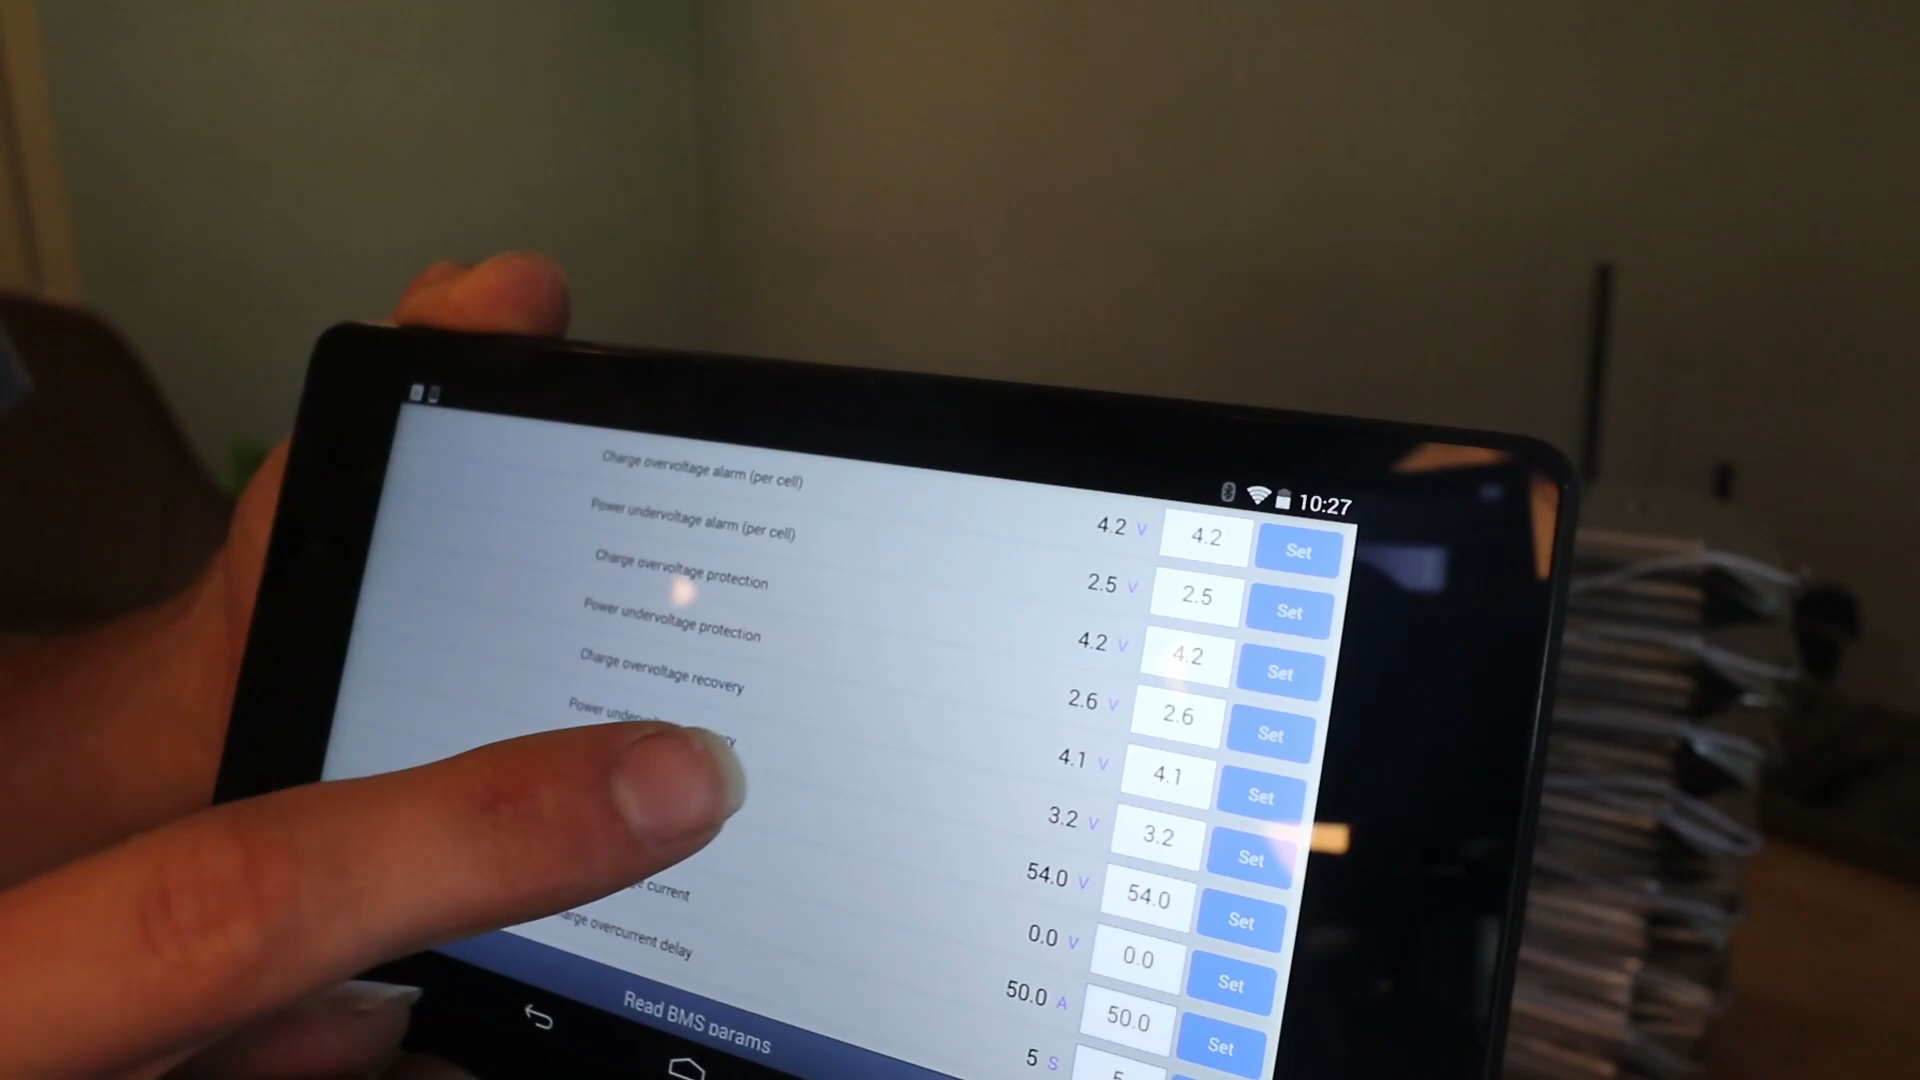 10:27
Charge overvoltage alarm (per cell) 4.2 V 4.2 Set
Power undervoltage alarm (per cell) 2.5 V 2.5 Set
Charge overvoltage protection 4.2 V 4.2 Set
Power undervoltage protection 2.6 V 2.6 Set
Charge overvoltage recovery 4.1 V 4.1 Set
Power 3.2 V 3.2 Set
54.0 V 54.0 Set
0.0 V 0.0 Set
current 50.0 A 50.0 Set
overcurrent delay 5 S 5
Read BMS params